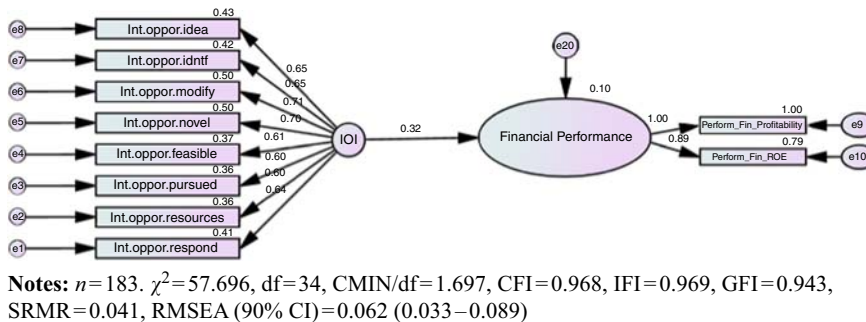 0.43
e8 Int.oppor.idea
0.42
e7 Int.oppor.idntf
0.50
e6 Int.oppor.modify
0.50
e5 Int.oppor.novel
0.37
e4 Int.oppor.feasible
0.36
e3 Int.oppor.pursued
0.36
e2 Int.oppor.resources
0.41
e1 Int.oppor.respond
0.65
0.65
0.71
0.70
0.61
0.60
0.60
0.64
IOI
0.32
e20
0.10
Financial Performance
1.00
0.89
1.00
Perform_Fin_Profitability e9
0.79
Perform_Fin_ROE e10
Notes: n=183. χ²=57.696, df=34, CMIN/df=1.697, CFI=0.968, IFI=0.969, GFI=0.943,
SRMR=0.041, RMSEA (90% CI)=0.062 (0.033–0.089)